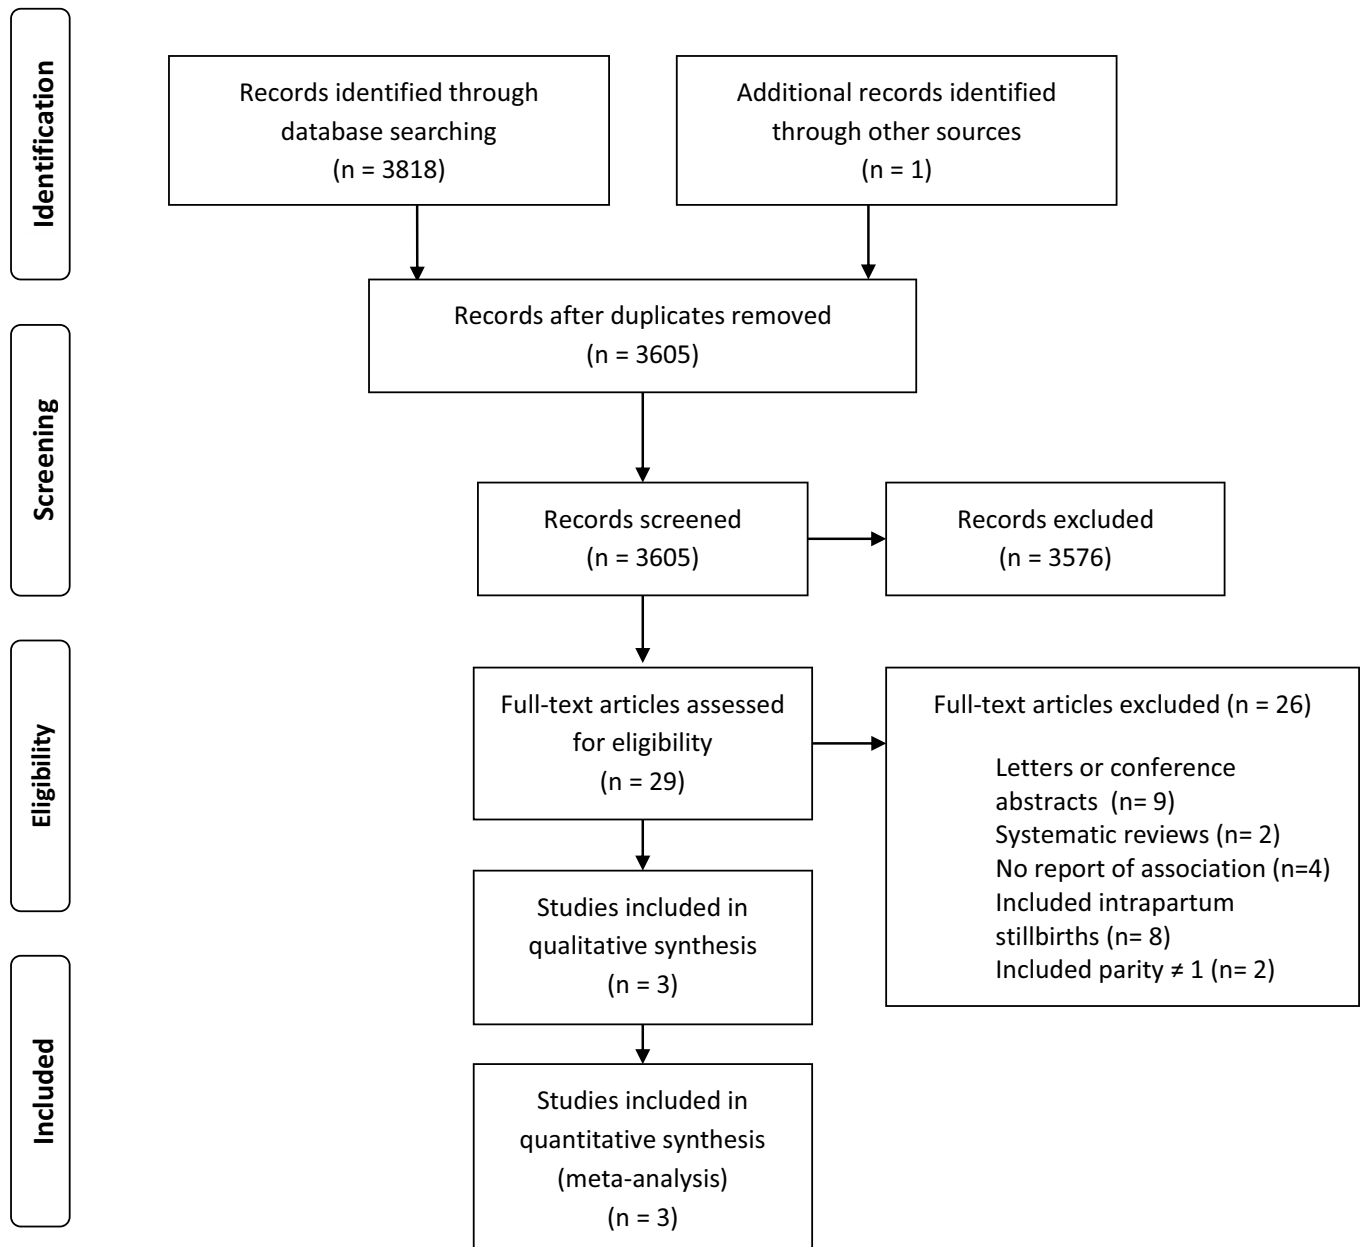 Identification
Records identified through
database searching
(n = 3818)
Additional records identified
through other sources
(n = 1)
Records after duplicates removed
(n = 3605)
Screening
Records screened
(n = 3605)
Records excluded
(n = 3576)
Eligibility
Full-text articles assessed
for eligibility
(n = 29)
Full-text articles excluded (n = 26)
Letters or conference
abstracts  (n= 9)
Systematic reviews (n= 2)
No report of association (n=4)
Included intrapartum
stillbirths (n= 8)
Included parity ≠ 1 (n= 2)
Studies included in
qualitative synthesis
(n = 3)
Included
Studies included in
quantitative synthesis
(meta-analysis)
(n = 3)